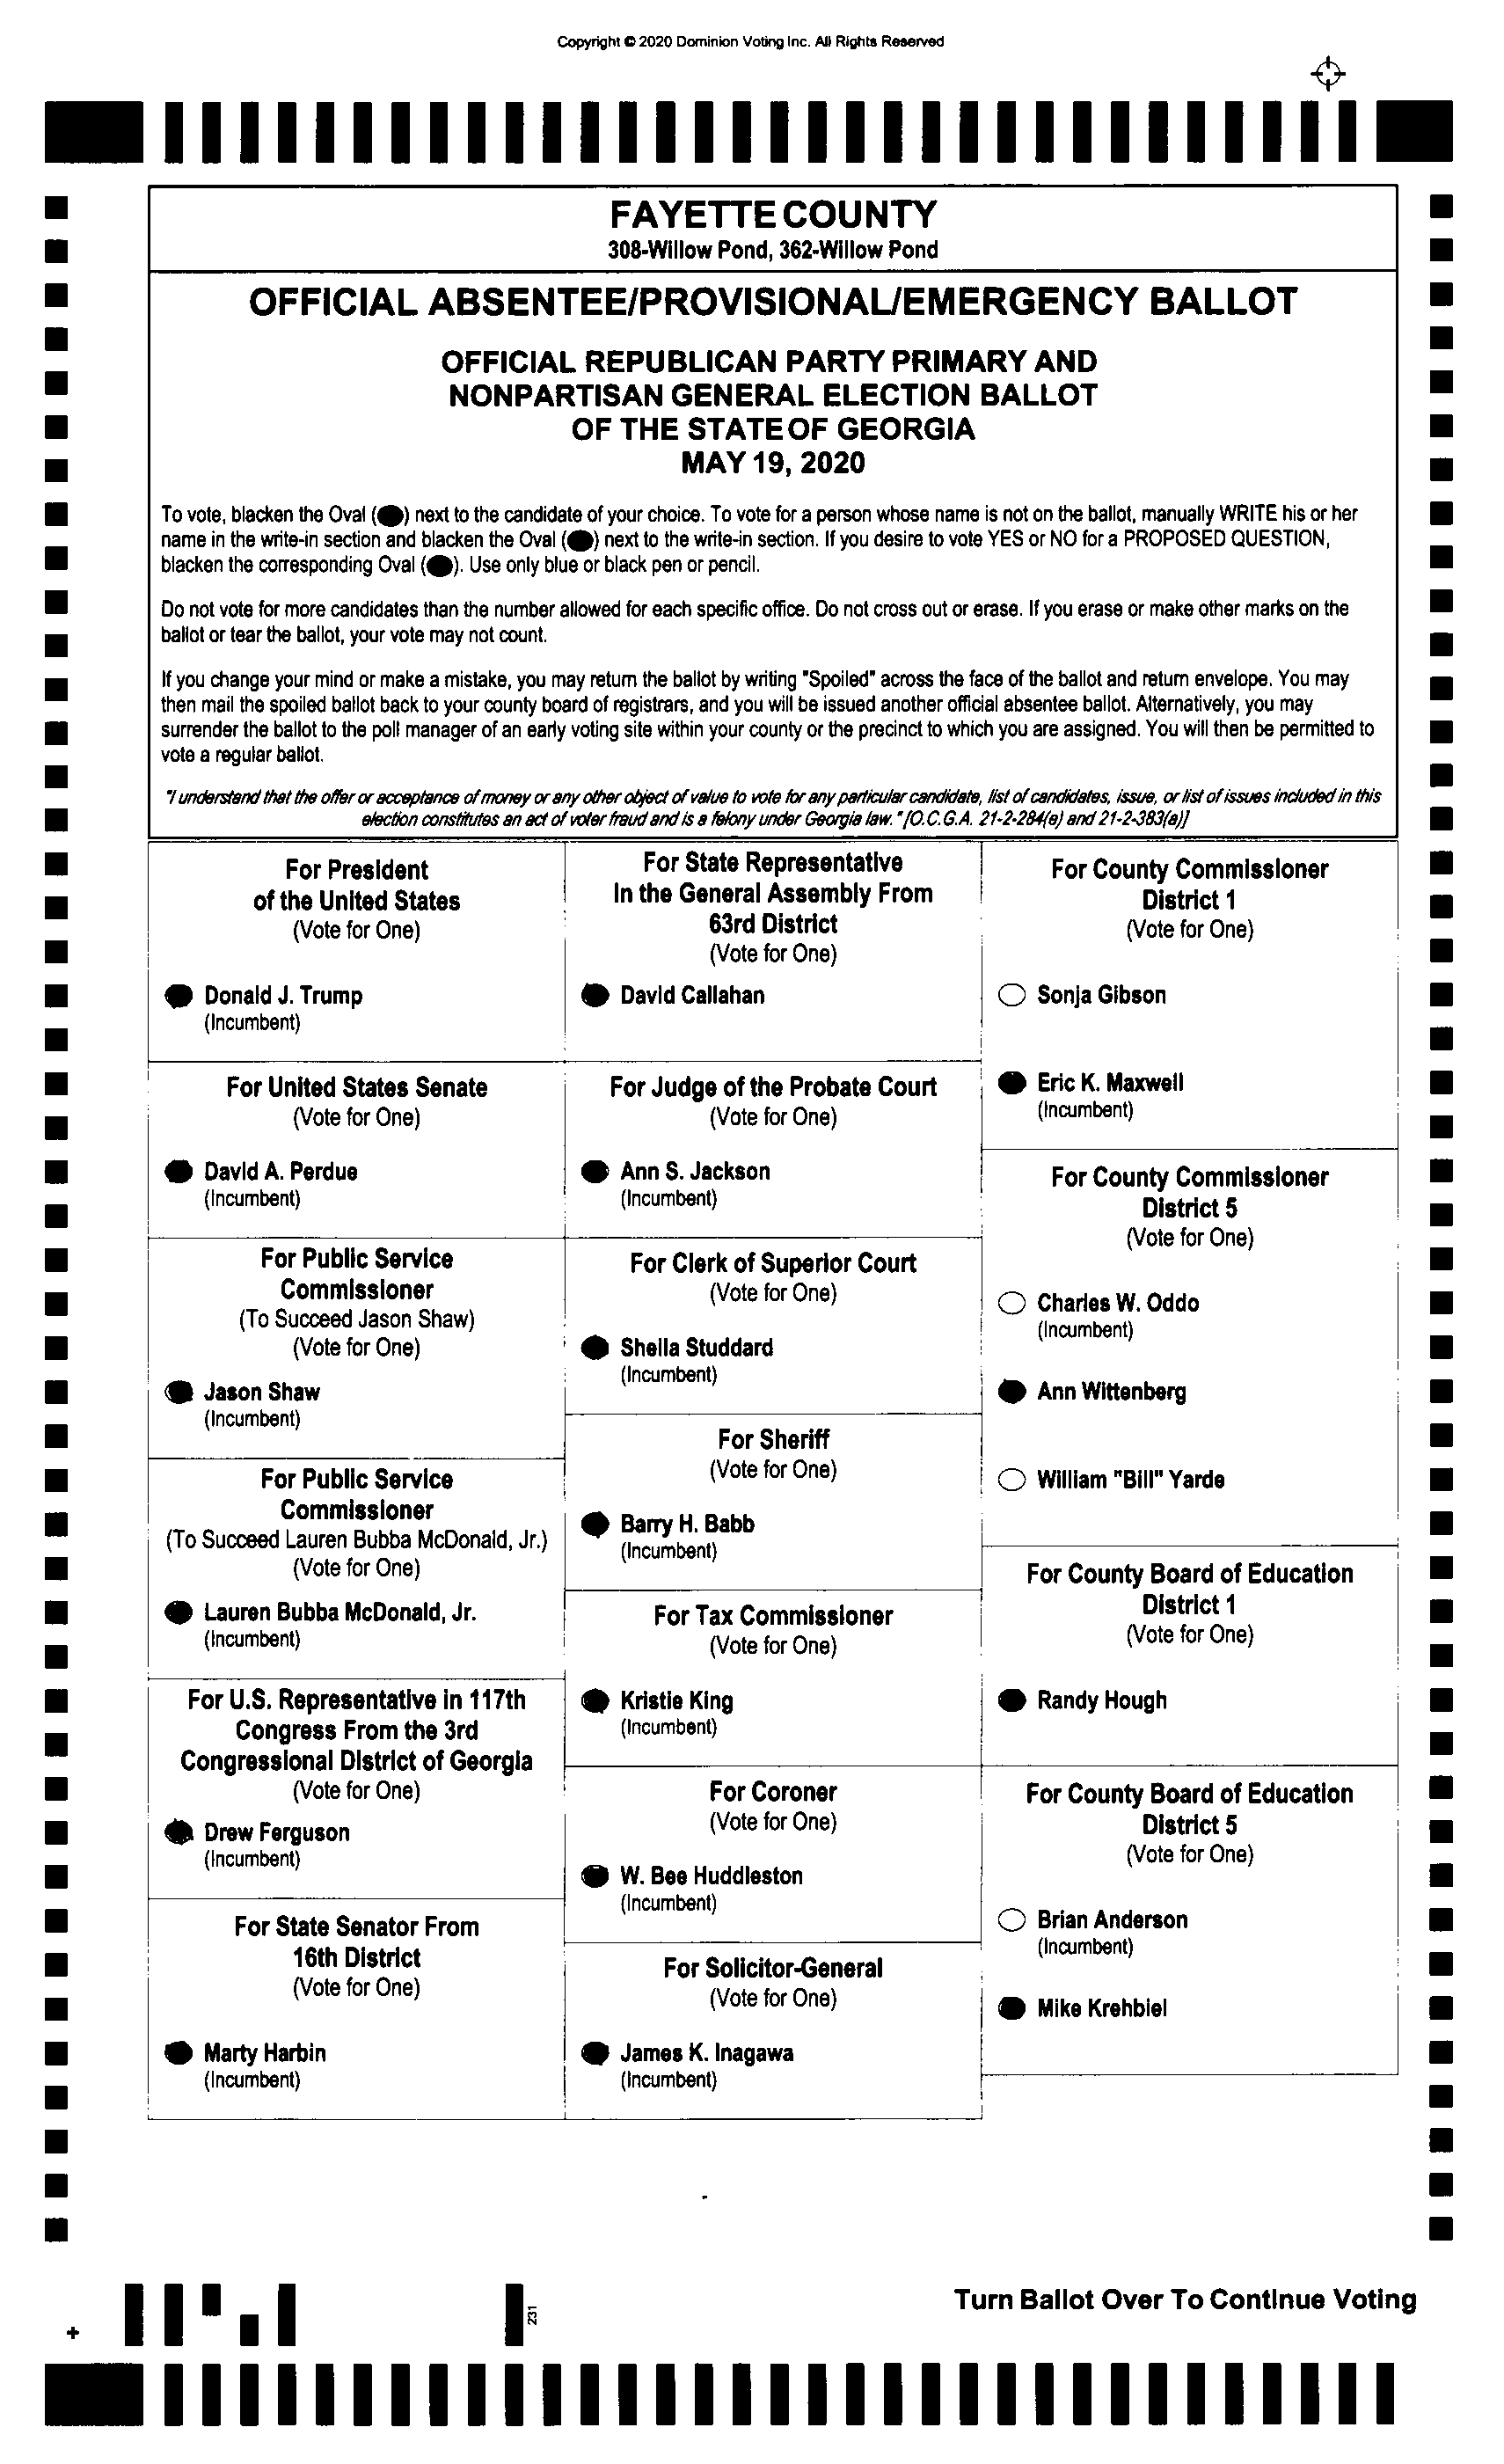 Copyright © 2020 Dominion Voting Inc. All Rights Reserved
FAYETTE COUNTY
308-Willow Pond, 362-Willow Pond
OFFICIAL ABSENTEE/PROVISIONAL/EMERGENCY BALLOT
OFFICIAL REPUBLICAN PARTY PRIMARY AND
NONPARTISAN GENERAL ELECTION BALLOT
OF THE STATE OF GEORGIA
MAY 19, 2020
To vote, blacken the Oval (⬬) next to the candidate of your choice. To vote for a person whose name is not on the ballot, manually WRITE his or her
name in the write-in section and blacken the Oval (⬬) next to the write-in section. If you desire to vote YES or NO for a PROPOSED QUESTION,
blacken the corresponding Oval (⬬). Use only blue or black pen or pencil.
Do not vote for more candidates than the number allowed for each specific office. Do not cross out or erase. If you erase or make other marks on the
ballot or tear the ballot, your vote may not count.
If you change your mind or make a mistake, you may return the ballot by writing "Spoiled" across the face of the ballot and return envelope. You may
then mail the spoiled ballot back to your county board of registrars, and you will be issued another official absentee ballot. Alternatively, you may
surrender the ballot to the poll manager of an early voting site within your county or the precinct to which you are assigned. You will then be permitted to
vote a regular ballot.
"I understand that the offer or acceptance of money or any other object of value to vote for any particular candidate, list of candidates, issue, or list of issues included in this
election constitutes an act of voter fraud and is a felony under Georgia law." [O.C.G.A. 21-2-284(e) and 21-2-383(a)]
For President
of the United States
(Vote for One)
Donald J. Trump
(Incumbent)
For United States Senate
(Vote for One)
David A. Perdue
(Incumbent)
For Public Service
Commissioner
(To Succeed Jason Shaw)
(Vote for One)
Jason Shaw
(Incumbent)
For Public Service
Commissioner
(To Succeed Lauren Bubba McDonald, Jr.)
(Vote for One)
Lauren Bubba McDonald, Jr.
(Incumbent)
For U.S. Representative in 117th
Congress From the 3rd
Congressional District of Georgia
(Vote for One)
Drew Ferguson
(Incumbent)
For State Senator From
16th District
(Vote for One)
Marty Harbin
(Incumbent)
For State Representative
In the General Assembly From
63rd District
(Vote for One)
David Callahan
For Judge of the Probate Court
(Vote for One)
Ann S. Jackson
(Incumbent)
For Clerk of Superior Court
(Vote for One)
Sheila Studdard
(Incumbent)
For Sheriff
(Vote for One)
Barry H. Babb
(Incumbent)
For Tax Commissioner
(Vote for One)
Kristie King
(Incumbent)
For Coroner
(Vote for One)
W. Bee Huddleston
(Incumbent)
For Solicitor-General
(Vote for One)
James K. Inagawa
(Incumbent)
For County Commissioner
District 1
(Vote for One)
Sonja Gibson
Eric K. Maxwell
(Incumbent)
For County Commissioner
District 5
(Vote for One)
Charles W. Oddo
(Incumbent)
Ann Wittenberg
William "Bill" Yarde
For County Board of Education
District 1
(Vote for One)
Randy Hough
For County Board of Education
District 5
(Vote for One)
Brian Anderson
(Incumbent)
Mike Krehbiel
Turn Ballot Over To Continue Voting
231